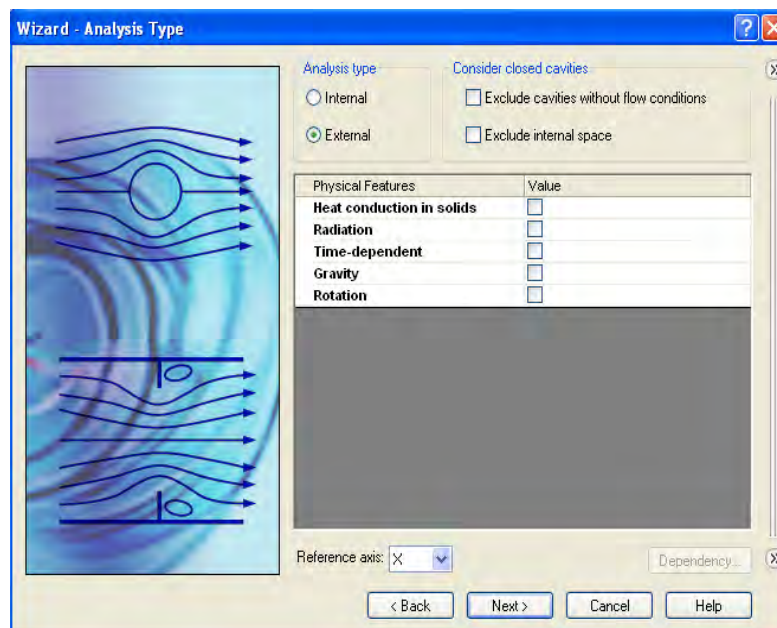 Wizard - Analysis Type
Analysis type
Consider closed cavities
Internal
Exclude cavities without flow conditions
External
Exclude internal space
Physical Features Value
Heat conduction in solids
Radiation
Time-dependent
Gravity
Rotation
Reference axis: X
Dependency...
< Back Next > Cancel Help